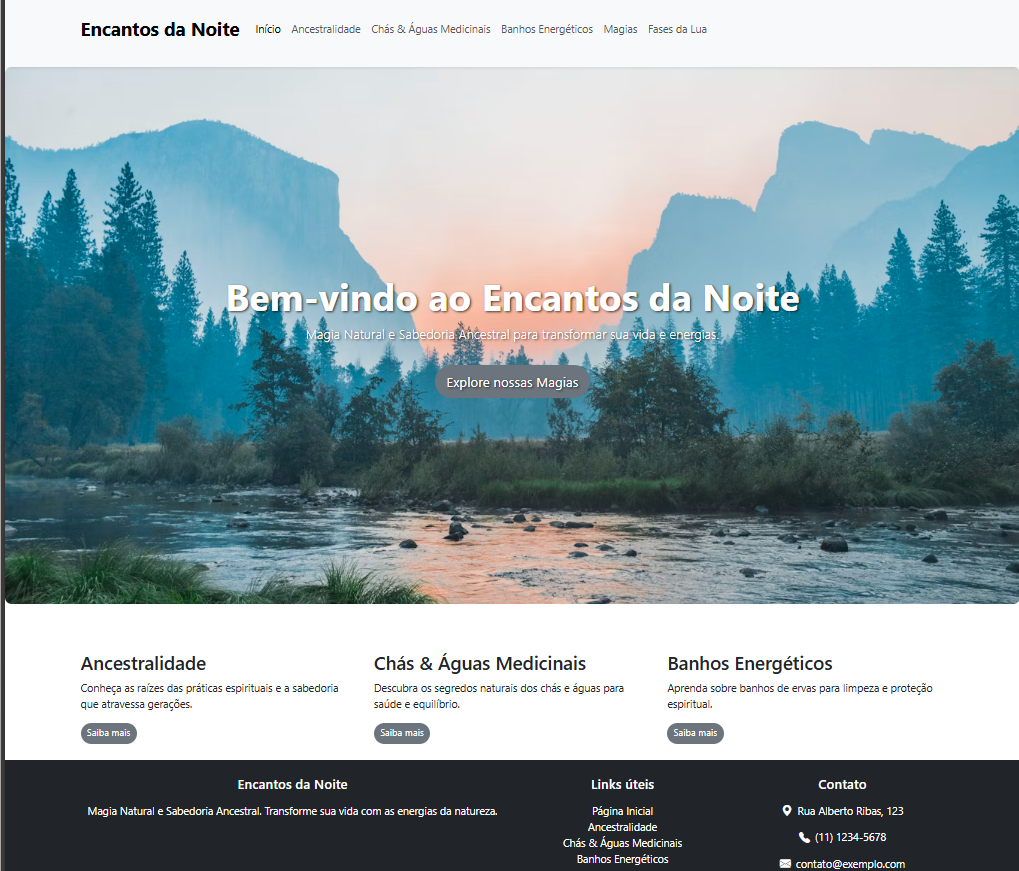 Encantos da Noite
Início Ancestralidade Chás & Águas Medicinais Banhos Energéticos Magias Fases da Lua
Bem-vindo ao Encantos da Noite
Magia Natural e Sabedoria Ancestral para transformar sua vida e energias.
Explore nossas Magias
Ancestralidade
Conheça as raízes das práticas espirituais e a sabedoria
que atravessa gerações.
Saiba mais
Chás & Águas Medicinais
Descubra os segredos naturais dos chás e águas para
saúde e equilíbrio.
Saiba mais
Banhos Energéticos
Aprenda sobre banhos de ervas para limpeza e proteção
espiritual.
Saiba mais
Encantos da Noite
Magia Natural e Sabedoria Ancestral. Transforme sua vida com as energias da natureza.
Links úteis
Página Inicial
Ancestralidade
Chás & Águas Medicinais
Banhos Energéticos
Contato
Rua Alberto Ribas, 123
(11) 1234-5678
contato@exemplo.com